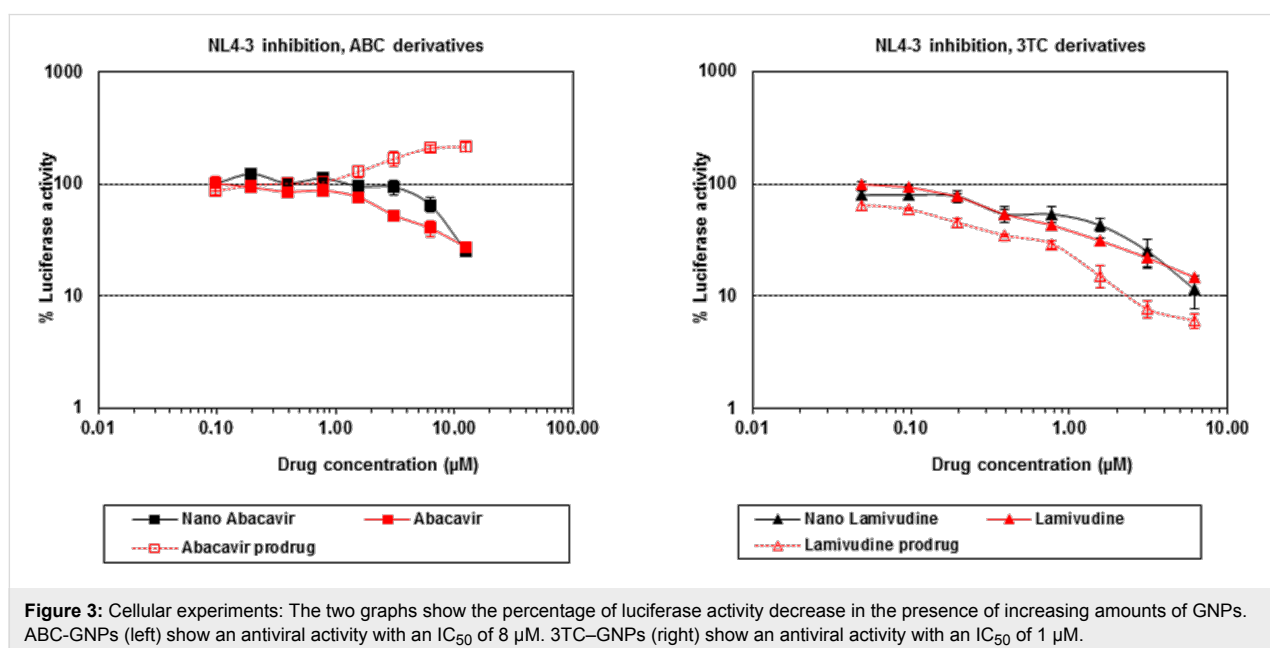 NL4-3 inhibition, ABC derivatives
1000
100
10
1
% Luciferase activity
0.01 0.10 1.00 10.00 100.00
Drug concentration (µM)
Nano Abacavir Abacavir
Abacavir prodrug
NL4-3 inhibition, 3TC derivatives
1000
100
10
1
% Luciferase activity
0.01 0.10 1.00 10.00
Drug concentration (µM)
Nano Lamivudine Lamivudine
Lamivudine prodrug
Figure 3: Cellular experiments: The two graphs show the percentage of luciferase activity decrease in the presence of increasing amounts of GNPs.
ABC-GNPs (left) show an antiviral activity with an IC50 of 8 µM. 3TC–GNPs (right) show an antiviral activity with an IC50 of 1 µM.